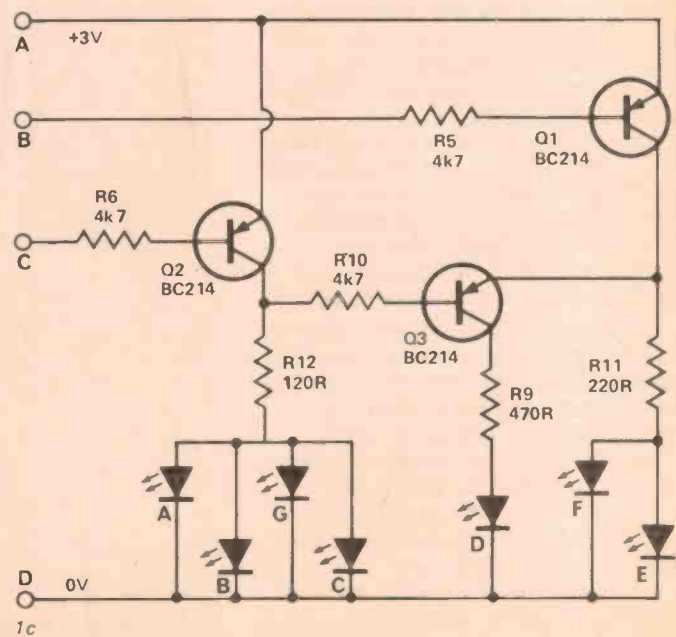 A
+3V
B
R5
4k7
Q1
BC214
R6
4k7
C
Q2
BC214
R10
4k7
Q3
BC214
R12
120R
R9
470R
R11
220R
A
G
F
D
B
C
E
D
0V
1c